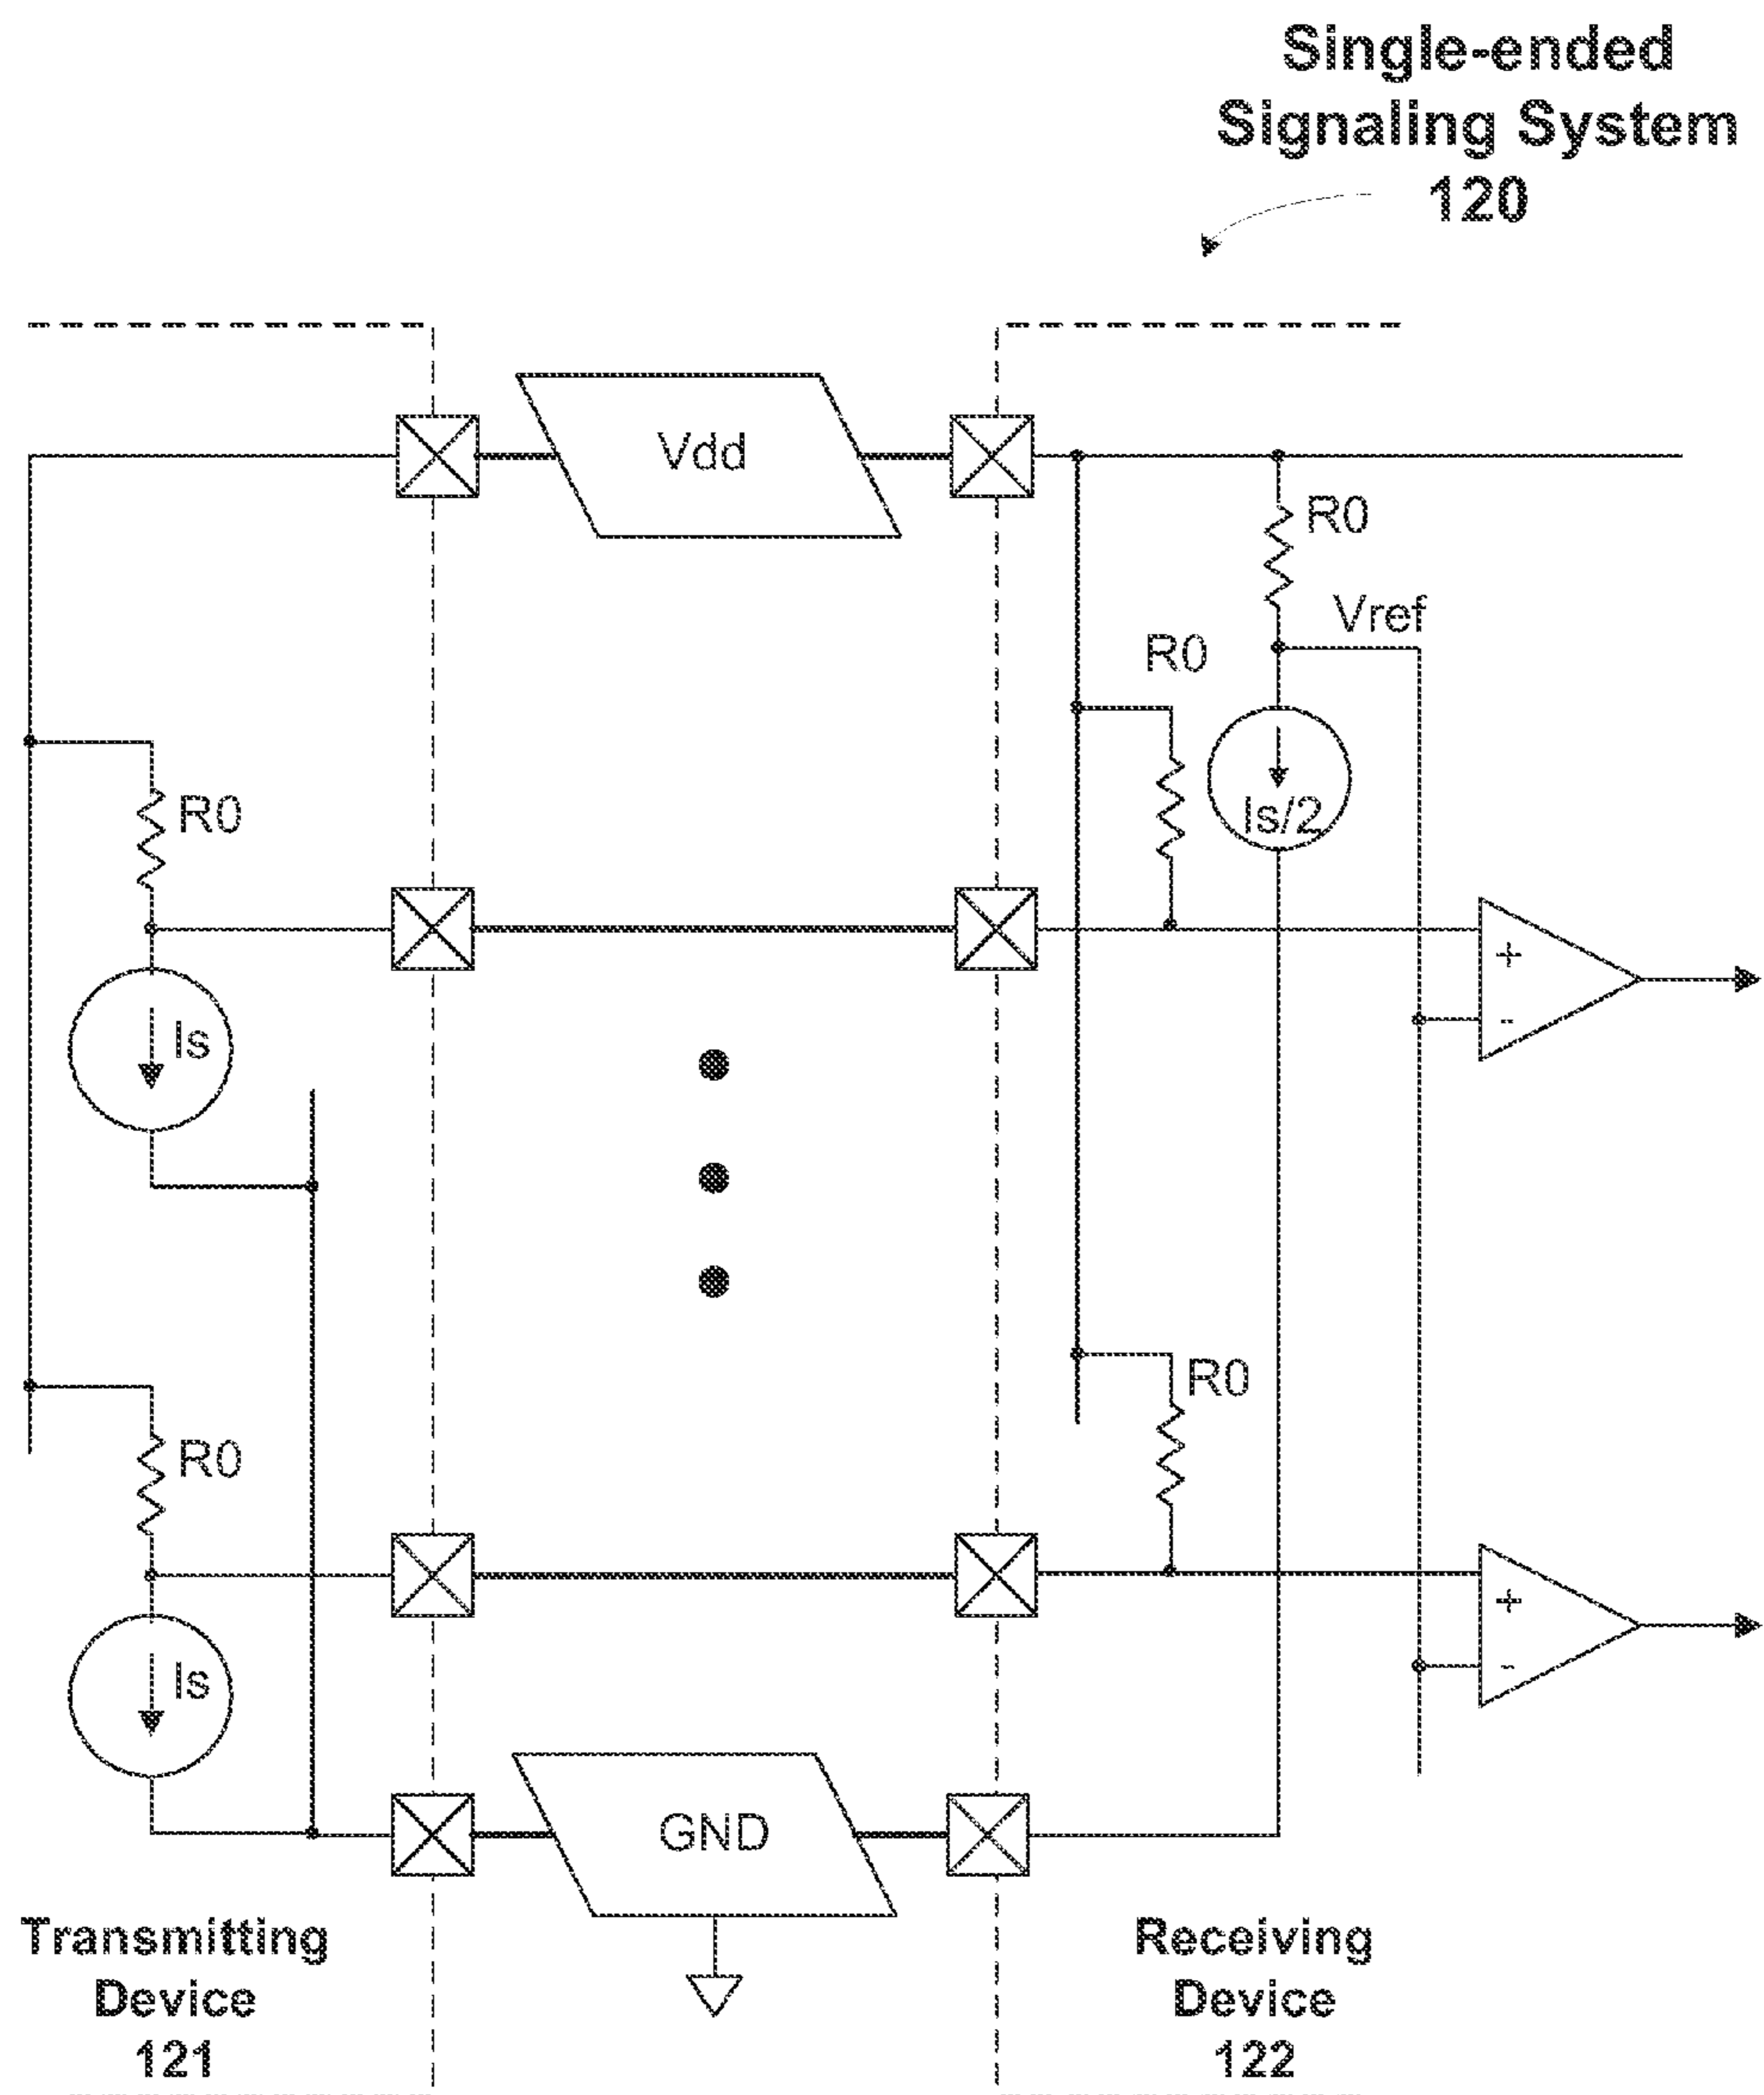 Single-ended
Signaling System
120
Vdd
R0
Vref
R0
R0
Is/2
+
-
Is
R0
R0
+
-
Is
GND
Transmitting
Device
121
Receiving
Device
122